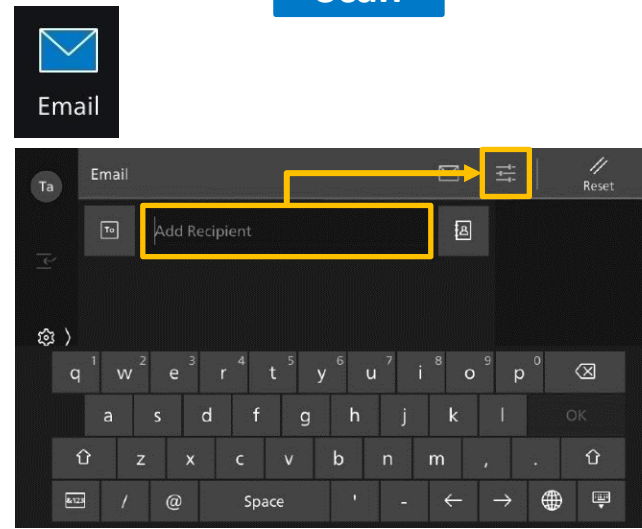 Scan
Email
Ta
Email
Reset
To
Add Recipient
q 1 w 2 e 3 r 4 t 5 y 6 u 7 i 8 o 9 p 0
a s d f g h j k l OK
z x c v b n m , .
&123 / @ Space ' -